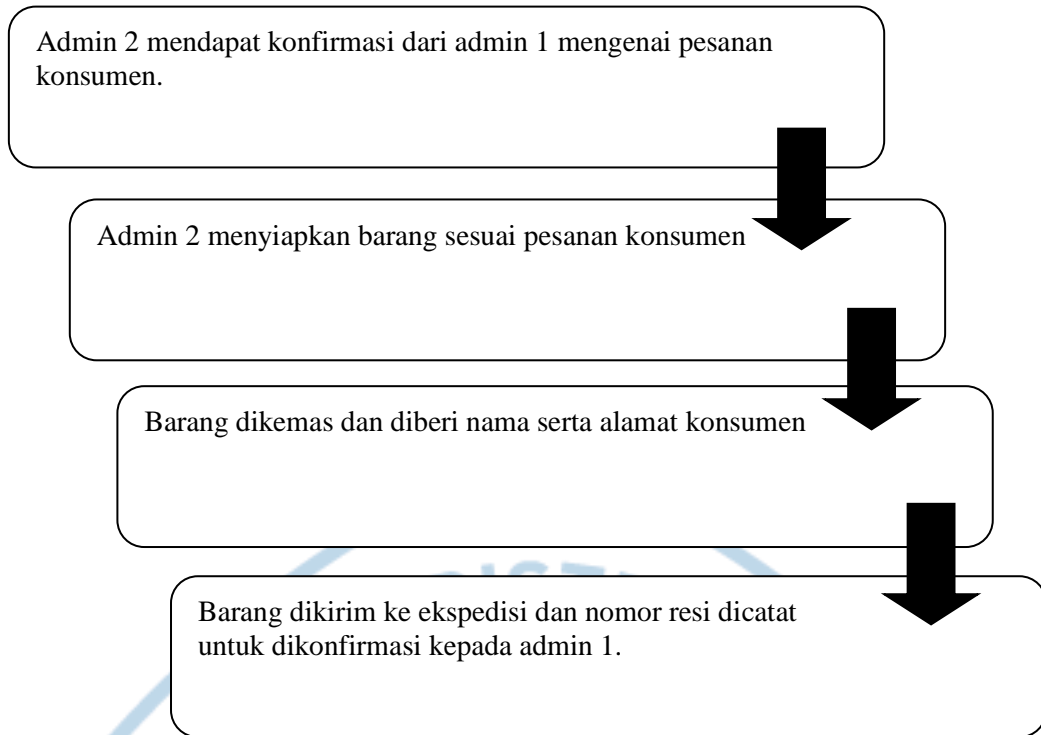 Admin 2 mendapat konfirmasi dari admin 1 mengenai pesanan
konsumen.
Admin 2 menyiapkan barang sesuai pesanan konsumen
Barang dikemas dan diberi nama serta alamat konsumen
Barang dikirim ke ekspedisi dan nomor resi dicatat
untuk dikonfirmasi kepada admin 1.